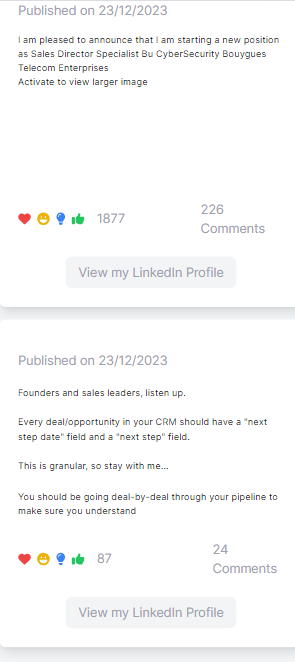 Published on 23/12/2023
I am pleased to announce that I am starting a new position
as Sales Director Specialist Bu CyberSecurity Bouygues
Telecom Enterprises
Activate to view larger image
1877
226
Comments
View my LinkedIn Profile
Published on 23/12/2023
Founders and sales leaders, listen up.
Every deal/opportunity in your CRM should have a "next
step date" field and a "next step" field.
This is granular, so stay with me...
You should be going deal-by-deal through your pipeline to
make sure you understand
87
24
Comments
View my LinkedIn Profile